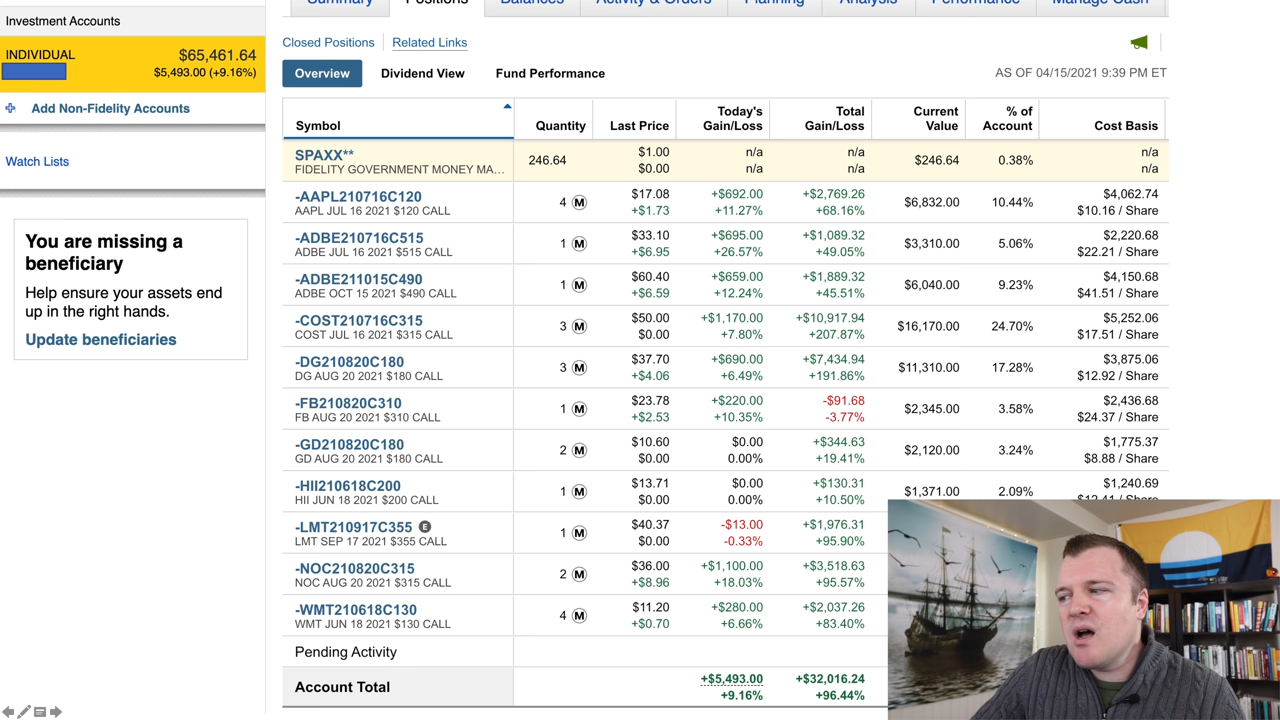 Summary Positions Balances Activity & Orders Planning Analysis Performance Manage Cash
Investment Accounts
INDIVIDUAL $65,461.64
$5,493.00 (+9.16%)
Add Non-Fidelity Accounts
Watch Lists
You are missing a
beneficiary
Help ensure your assets end
up in the right hands.
Update beneficiaries
Closed Positions Related Links
Overview Dividend View Fund Performance AS OF 04/15/2021 9:39 PM ET
Today's Total Current % of
Symbol Quantity Last Price Gain/Loss Gain/Loss Value Account Cost Basis
SPAXX** 246.64 $1.00 n/a n/a $246.64 0.38% n/a
FIDELITY GOVERNMENT MONEY MA... $0.00 n/a n/a n/a
-AAPL210716C120 4 M $17.08 +$692.00 +$2,769.26 $6,832.00 10.44% $4,062.74
AAPL JUL 16 2021 $120 CALL +$1.73 +11.27% +68.16% $10.16 / Share
-ADBE210716C515 1 M $33.10 +$695.00 +$1,089.32 $3,310.00 5.06% $2,220.68
ADBE JUL 16 2021 $515 CALL +$6.95 +26.57% +49.05% $22.21 / Share
-ADBE211015C490 1 M $60.40 +$659.00 +$1,889.32 $6,040.00 9.23% $4,150.68
ADBE OCT 15 2021 $490 CALL +$6.59 +12.24% +45.51% $41.51 / Share
-COST210716C315 3 M $50.00 +$1,170.00 +$10,917.94 $16,170.00 24.70% $5,252.06
COST JUL 16 2021 $315 CALL $0.00 +7.80% +207.87% $17.51 / Share
-DG210820C180 3 M $37.70 +$690.00 +$7,434.94 $11,310.00 17.28% $3,875.06
DG AUG 20 2021 $180 CALL +$4.06 +6.49% +191.86% $12.92 / Share
-FB210820C310 1 M $23.78 +$220.00 -$91.68 $2,345.00 3.58% $2,436.68
FB AUG 20 2021 $310 CALL +$2.53 +10.35% -3.77% $24.37 / Share
-GD210820C180 2 M $10.60 $0.00 +$344.63 $2,120.00 3.24% $1,775.37
GD AUG 20 2021 $180 CALL $0.00 0.00% +19.41% $8.88 / Share
-HII210618C200 1 M $13.71 $0.00 +$130.31 $1,371.00 2.09% $1,240.69
HII JUN 18 2021 $200 CALL $0.00 0.00% +10.50% $12.41 / Share
-LMT210917C355 E 1 M $40.37 -$13.00 +$1,976.31
LMT SEP 17 2021 $355 CALL $0.00 -0.33% +95.90%
-NOC210820C315 2 M $36.00 +$1,100.00 +$3,518.63
NOC AUG 20 2021 $315 CALL +$8.96 +18.03% +95.57%
-WMT210618C130 4 M $11.20 +$280.00 +$2,037.26
WMT JUN 18 2021 $130 CALL +$0.70 +6.66% +83.40%
Pending Activity
Account Total +$5,493.00 +$32,016.24
+9.16% +96.44%